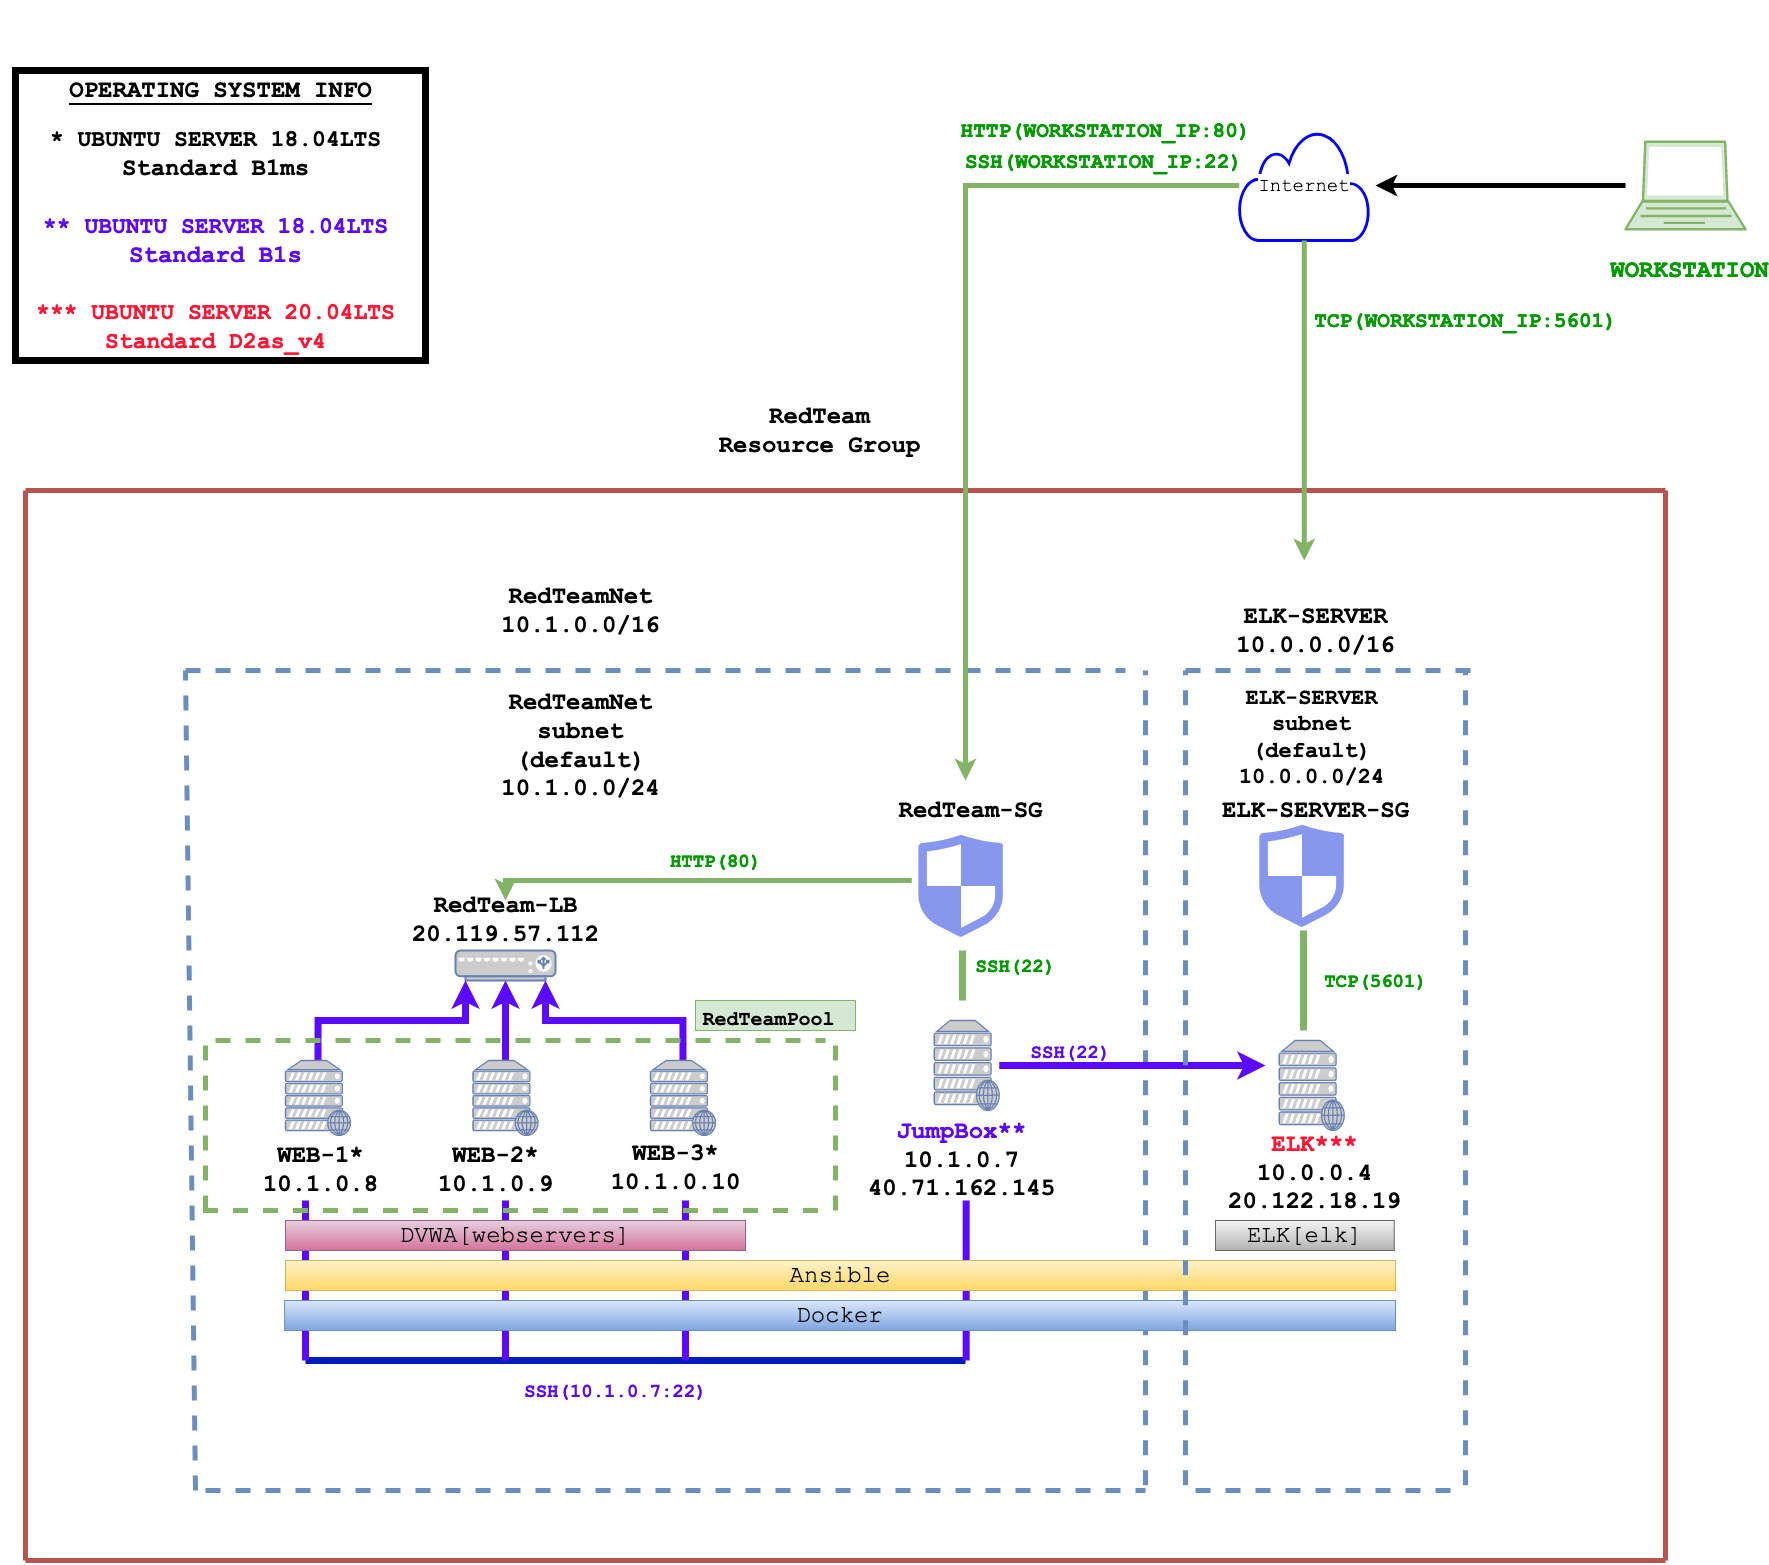 OPERATING SYSTEM INFO
* UBUNTU SERVER 18.04LTS
Standard B1ms
** UBUNTU SERVER 18.04LTS
Standard B1s
*** UBUNTU SERVER 20.04LTS
Standard D2as_v4
HTTP(WORKSTATION_IP:80)
SSH(WORKSTATION_IP:22)
Internet
WORKSTATION
TCP(WORKSTATION_IP:5601)
RedTeam
Resource Group
RedTeamNet
10.1.0.0/16
ELK-SERVER
10.0.0.0/16
RedTeamNet
subnet
(default)
10.1.0.0/24
ELK-SERVER
subnet
(default)
10.0.0.0/24
RedTeam-SG
ELK-SERVER-SG
HTTP(80)
RedTeam-LB
20.119.57.112
SSH(22)
TCP(5601)
RedTeamPool
SSH(22)
WEB-1*
10.1.0.8
WEB-2*
10.1.0.9
WEB-3*
10.1.0.10
JumpBox**
10.1.0.7
40.71.162.145
ELK***
10.0.0.4
20.122.18.19
DVWA[webservers]
ELK[elk]
Ansible
Docker
SSH(10.1.0.7:22)